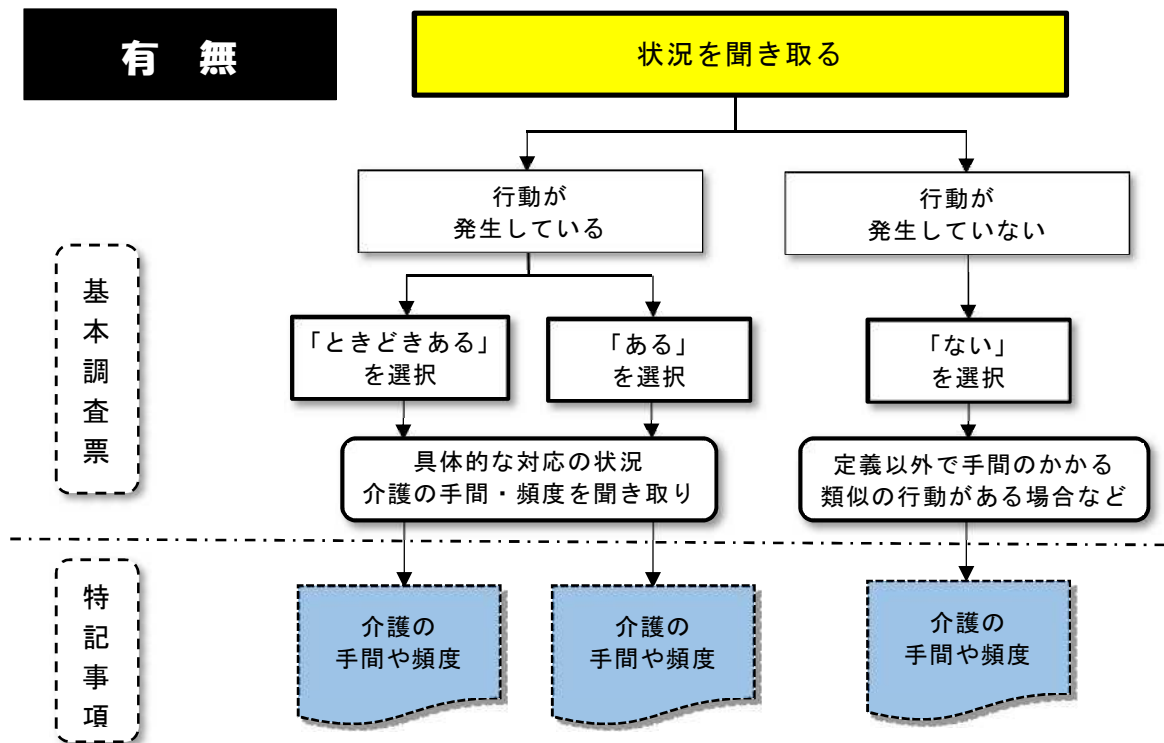 有 無
状況を聞き取る
行動が
発生している
行動が
発生していない
基本調査票
「ときどきある」
を選択
「ある」
を選択
「ない」
を選択
具体的な対応の状況
介護の手間・頻度を聞き取り
定義以外で手間のかかる
類似の行動がある場合など
特記事項
介護の
手間や頻度
介護の
手間や頻度
介護の
手間や頻度